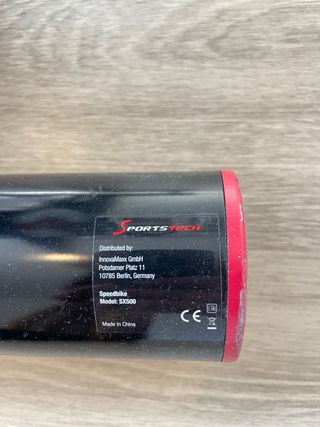 SPORTSTECH
Distributed by:
InnovaMaxx GmbH
Potsdamer Platz 11
10785 Berlin, Germany
Speedbike
Model: SX500
Made in China
CE